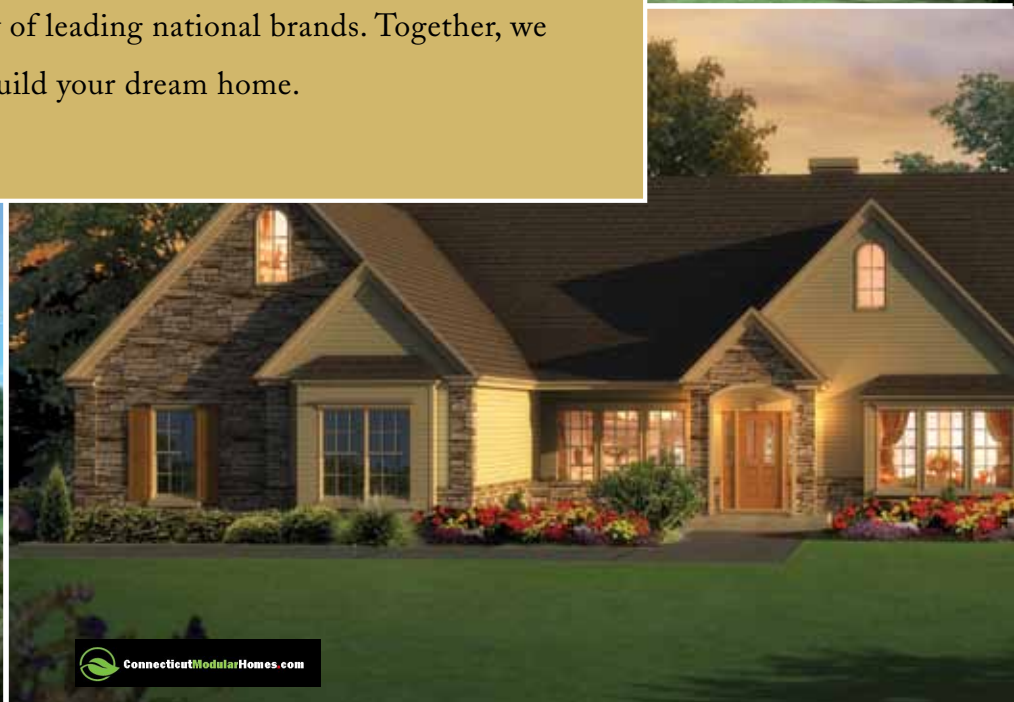 of leading national brands. Together, we
uild your dream home.
ConnecticutModularHomes.com